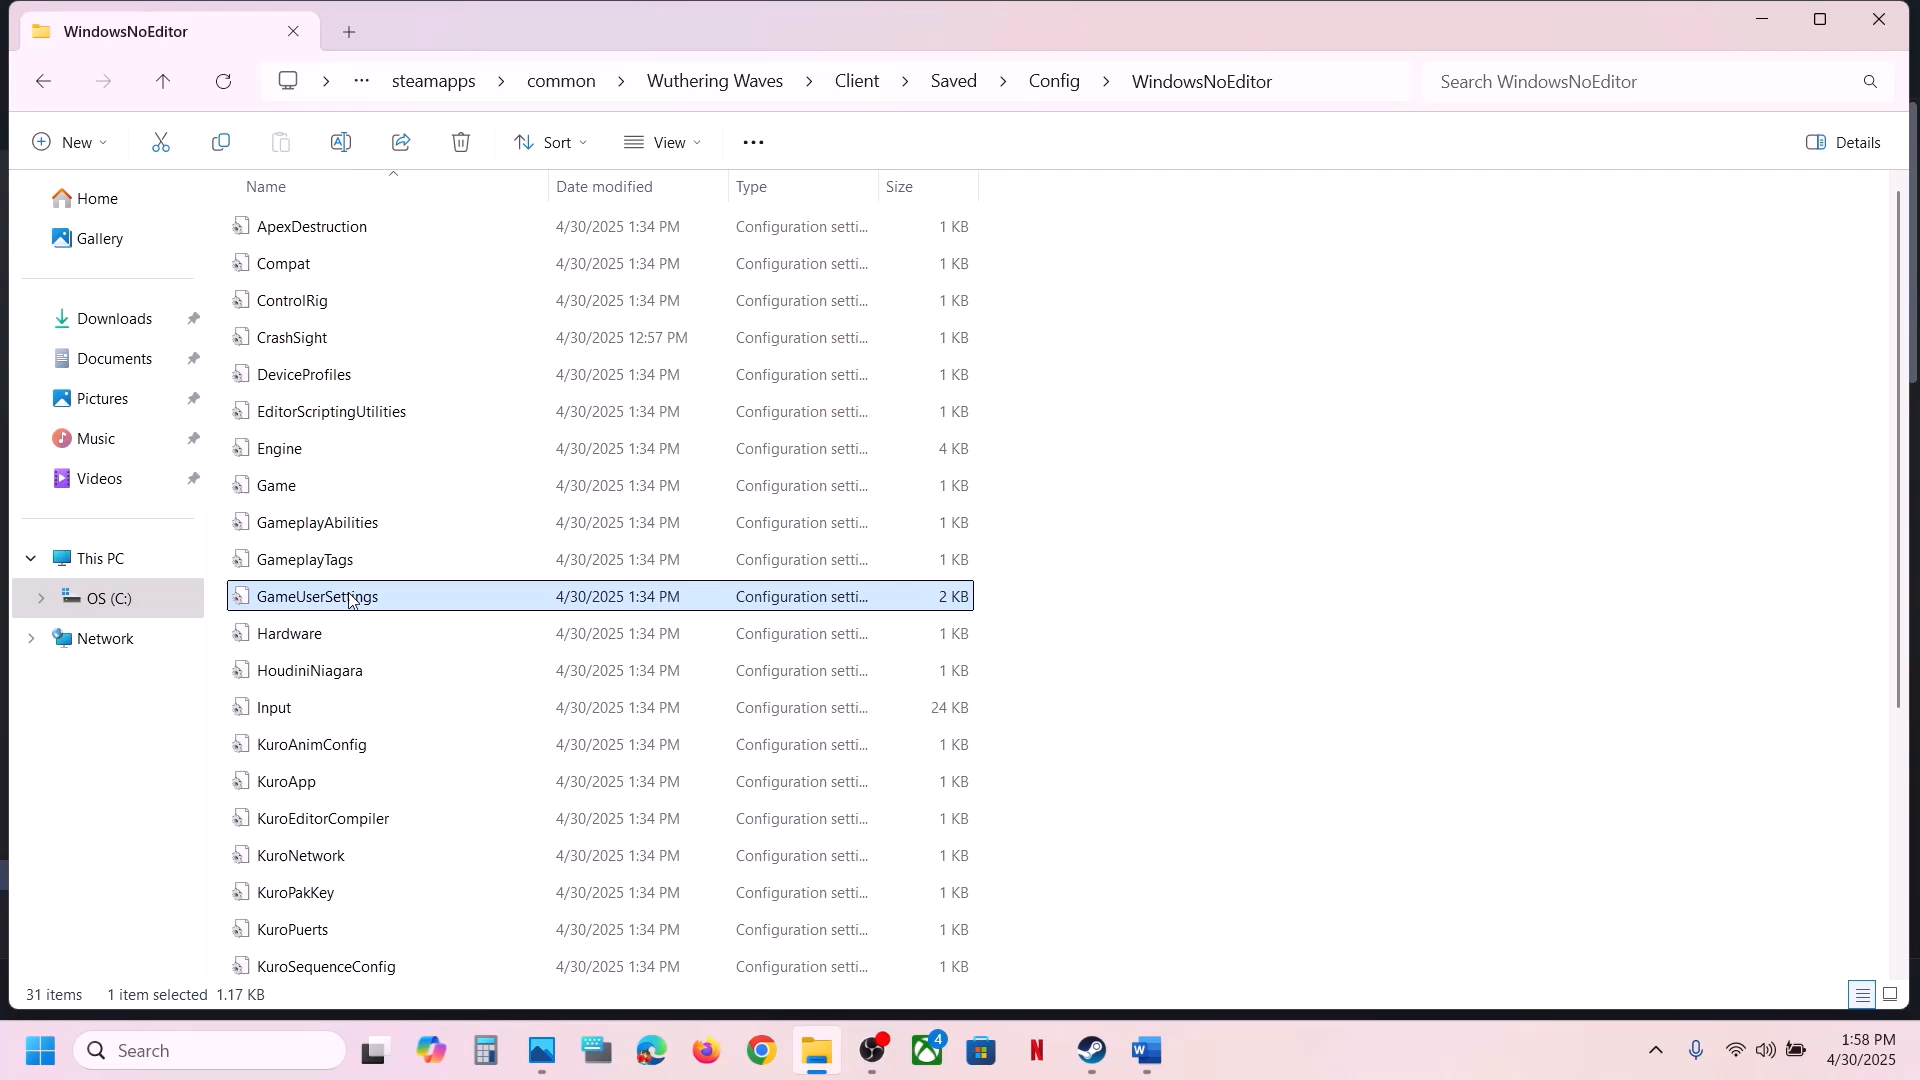 WindowsNoEditor
steamapps > common > Wuthering Waves > Client > Saved > Config > WindowsNoEditor
Search WindowsNoEditor
New
Sort
View
Details
Name Date modified Type Size
Home
Gallery
Downloads
Documents
Pictures
Music
Videos
This PC
OS (C:)
Network
ApexDestruction 4/30/2025 1:34 PM Configuration setti... 1 KB
Compat 4/30/2025 1:34 PM Configuration setti... 1 KB
ControlRig 4/30/2025 1:34 PM Configuration setti... 1 KB
CrashSight 4/30/2025 12:57 PM Configuration setti... 1 KB
DeviceProfiles 4/30/2025 1:34 PM Configuration setti... 1 KB
EditorScriptingUtilities 4/30/2025 1:34 PM Configuration setti... 1 KB
Engine 4/30/2025 1:34 PM Configuration setti... 4 KB
Game 4/30/2025 1:34 PM Configuration setti... 1 KB
GameplayAbilities 4/30/2025 1:34 PM Configuration setti... 1 KB
GameplayTags 4/30/2025 1:34 PM Configuration setti... 1 KB
GameUserSettings 4/30/2025 1:34 PM Configuration setti... 2 KB
Hardware 4/30/2025 1:34 PM Configuration setti... 1 KB
HoudiniNiagara 4/30/2025 1:34 PM Configuration setti... 1 KB
Input 4/30/2025 1:34 PM Configuration setti... 24 KB
KuroAnimConfig 4/30/2025 1:34 PM Configuration setti... 1 KB
KuroApp 4/30/2025 1:34 PM Configuration setti... 1 KB
KuroEditorCompiler 4/30/2025 1:34 PM Configuration setti... 1 KB
KuroNetwork 4/30/2025 1:34 PM Configuration setti... 1 KB
KuroPakKey 4/30/2025 1:34 PM Configuration setti... 1 KB
KuroPuerts 4/30/2025 1:34 PM Configuration setti... 1 KB
KuroSequenceConfig 4/30/2025 1:34 PM Configuration setti... 1 KB
31 items 1 item selected 1.17 KB
Search
4
1:58 PM
4/30/2025